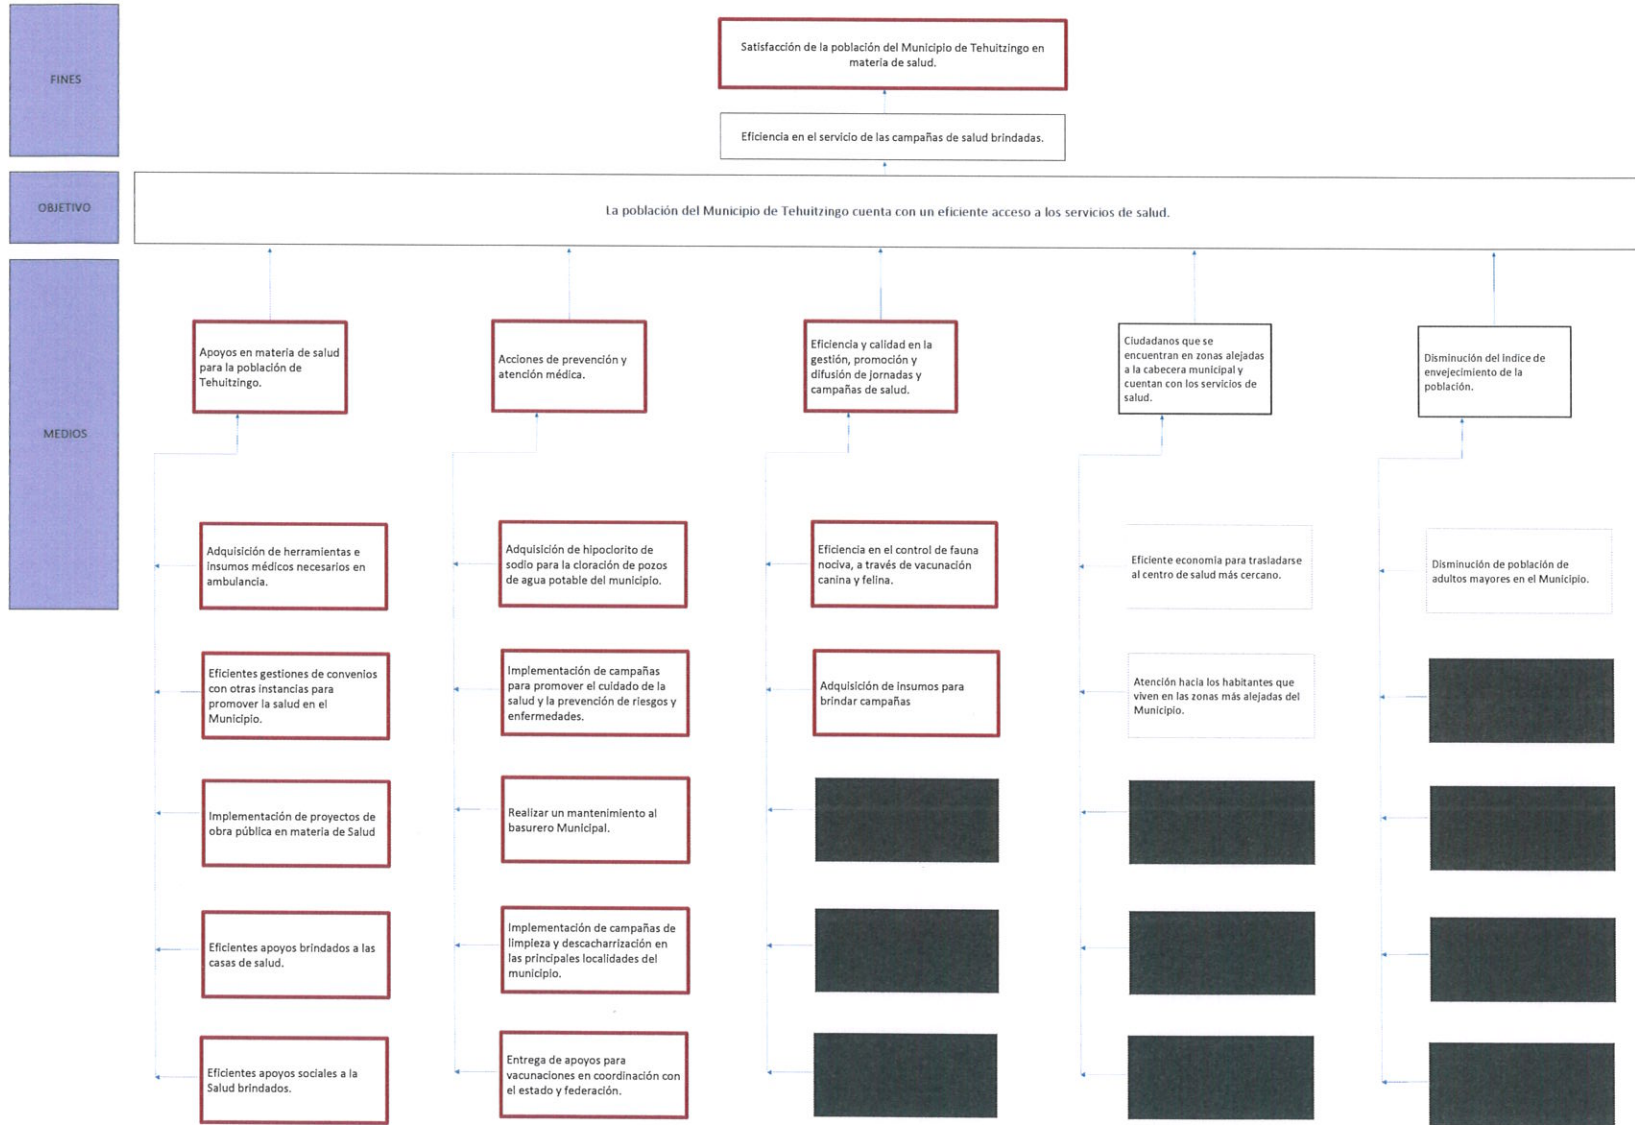 FINES
Satisfacción de la población del Municipio de Tehuitzingo en
materia de salud.
Eficiencia en el servicio de las campañas de salud brindadas.
OBJETIVO
La población del Municipio de Tehuitzingo cuenta con un eficiente acceso a los servicios de salud.
MEDIOS
Apoyos en materia de salud
para la población de
Tehuitzingo.
Acciones de prevención y
atención médica.
Eficiencia y calidad en la
gestión, promoción y
difusión de jornadas y
campañas de salud.
Ciudadanos que se
encuentran en zonas alejadas
a la cabecera municipal y
cuentan con los servicios de
salud.
Disminución del indice de
envejecimiento de la
población.
Adquisición de herramientas e
insumos médicos necesarios en
ambulancia.
Adquisición de hipoclorito de
sodio para la cloración de pozos
de agua potable del municipio.
Eficiencia en el control de fauna
nociva, a través de vacunación
canina y felina.
Eficiente economia para trasladarse
al centro de salud más cercano.
Disminución de población de
adultos mayores en el Municipio.
Eficientes gestiones de convenios
con otras instancias para
promover la salud en el
Municipio.
Implementación de campañas
para promover el cuidado de la
salud y la prevención de riesgos y
enfermedades.
Adquisición de insumos para
brindar campañas
Atención hacia los habitantes que
viven en las zonas más alejadas del
Municipio.
Implementación de proyectos de
obra pública en materia de Salud
Realizar un mantenimiento al
basurero Municipal.
Eficientes apoyos brindados a las
casas de salud.
Implementación de campañas de
limpieza y descacharrización en
las principales localidades del
municipio.
Eficientes apoyos sociales a la
Salud brindados.
Entrega de apoyos para
vacunaciones en coordinación con
el estado y federación.